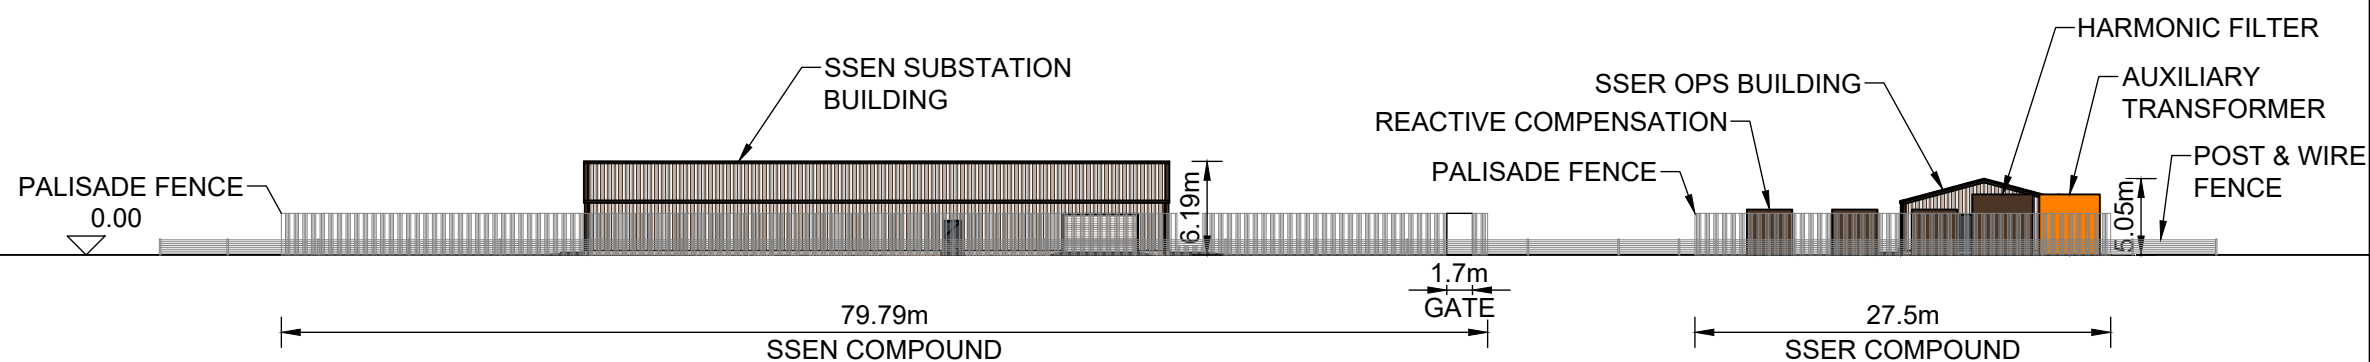 HARMONIC FILTER
SSEN SUBSTATION
BUILDING
SSER OPS BUILDING
AUXILIARY
TRANSFORMER
REACTIVE COMPENSATION
PALISADE FENCE
POST & WIRE
FENCE
PALISADE FENCE
0.00
6.19m
5.05m
1.7m
GATE
79.79m
SSEN COMPOUND
27.5m
SSER COMPOUND